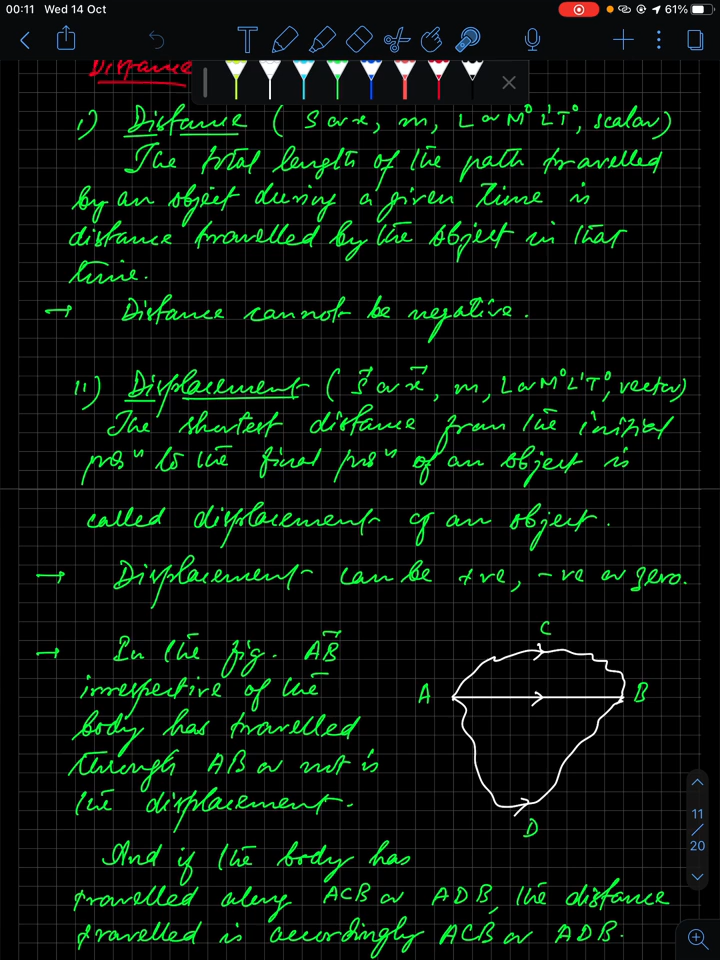 00:11 Wed 14 Oct 61%
Distance
i) Distance ( S or x, m, L or M⁰L¹T⁰, scalar)
The total length of the path travelled
by an object during a given time is
distance travelled by the object in that
time.
→ Distance cannot be negative.
ii) Displacement ( S⃗ or x⃗, m, L or M⁰L¹T⁰, vector)
The shortest distance from the initial
posⁿ to the final posⁿ of an object is
called displacement of an object.
→ Displacement can be +ve, -ve or zero.
→ In the fig. AB⃗
irrespective of the
body has travelled
through AB or not is
the displacement.
C
A B
D
And if the body has
travelled along ACB or ADB, the distance
travelled is accordingly ACB or ADB.
11
/
20